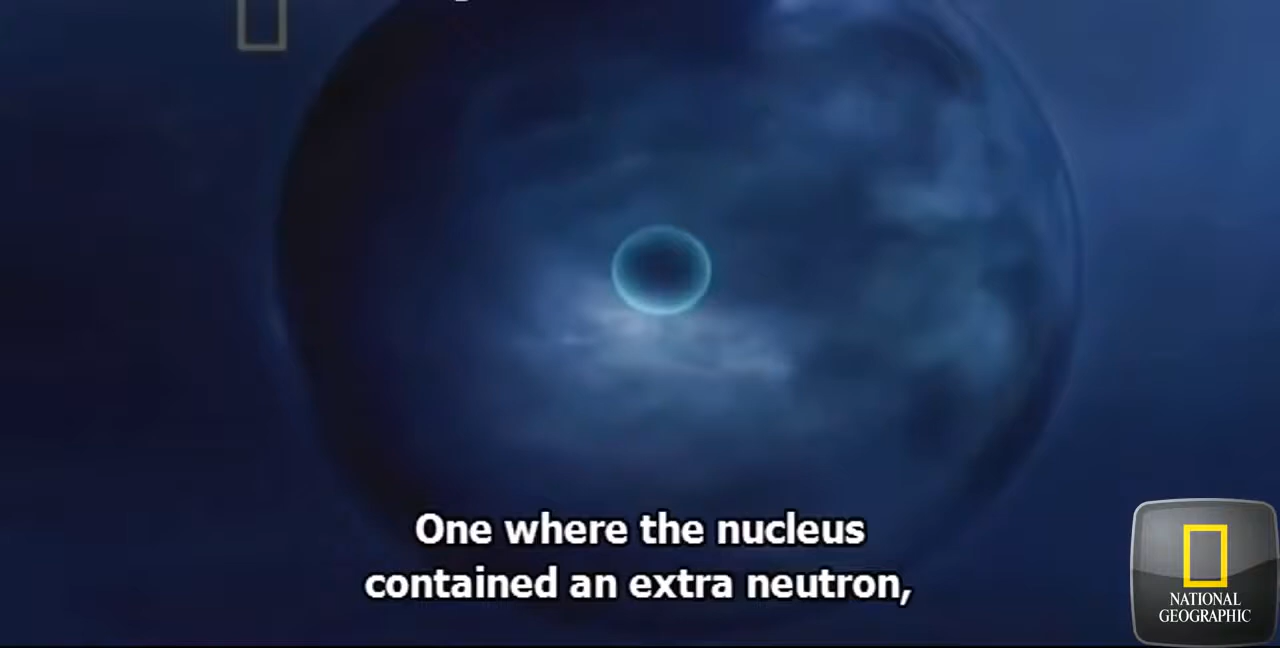 One where the nucleus
contained an extra neutron,
NATIONAL
GEOGRAPHIC